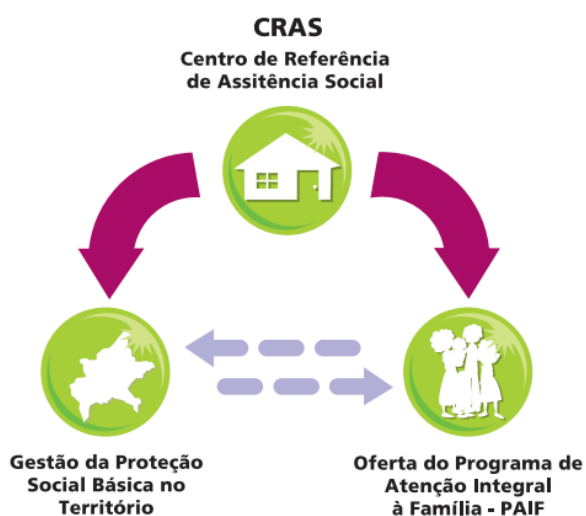 CRAS
Centro de Referência
de Assitência Social
Gestão da Proteção
Social Básica no
Território
Oferta do Programa de
Atenção Integral
à Família - PAIF